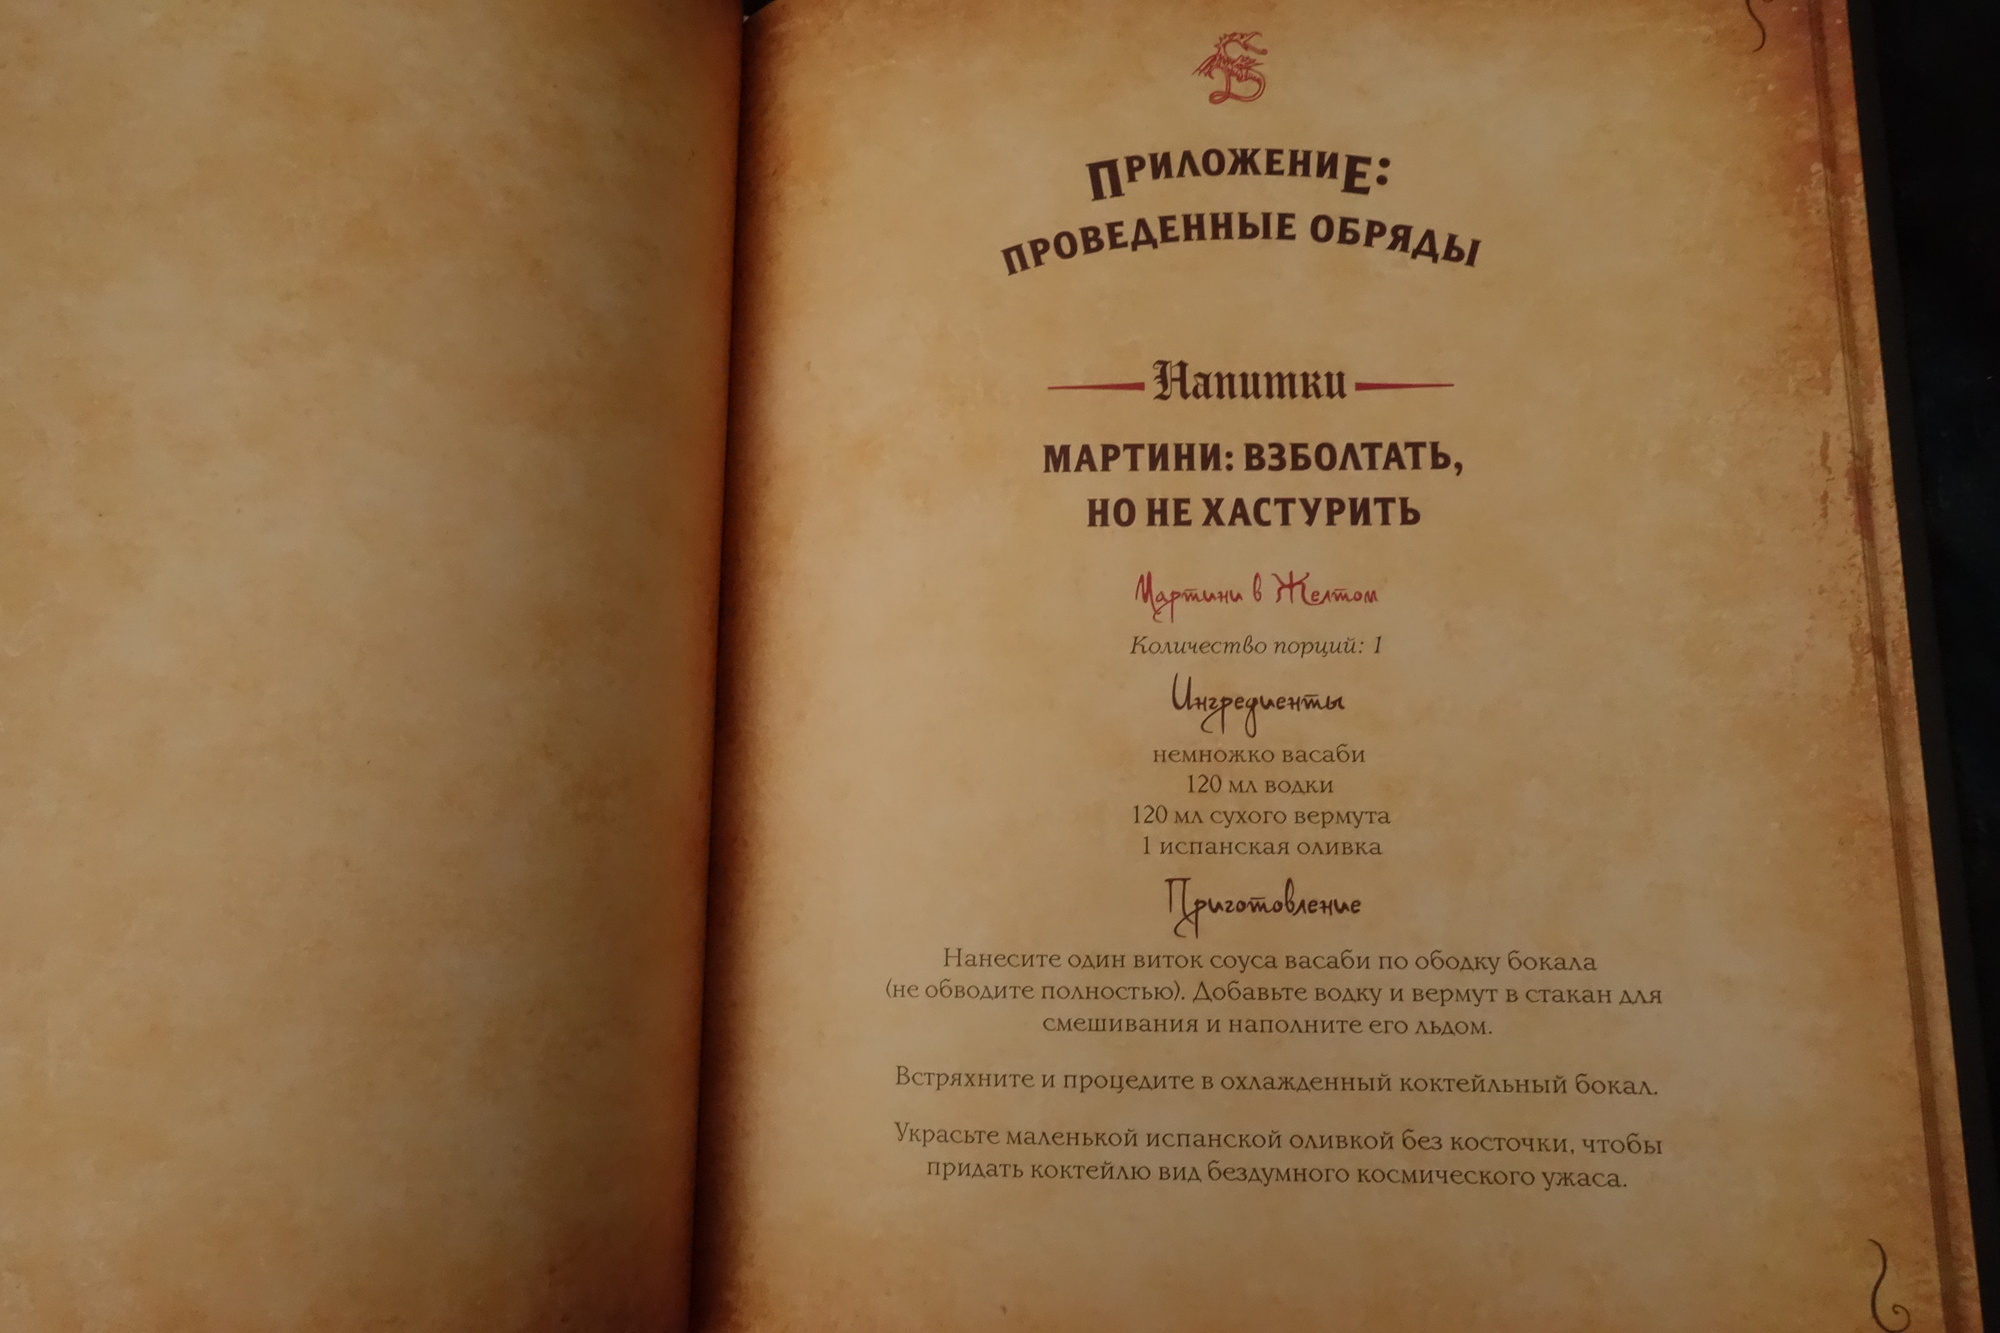 ПРИЛОЖЕНИЕ:
ПРОВЕДЕННЫЕ ОБРЯДЫ
Напитки
МАРТИНИ: ВЗБОЛТАТЬ,
НО НЕ ХАСТУРИТЬ
Мартини в Желтом
Количество порций: 1
Ингредиенты
немножко васаби
120 мл водки
120 мл сухого вермута
1 испанская оливка
Приготовление
Нанесите один виток соуса васаби по ободку бокала
(не обводите полностью). Добавьте водку и вермут в стакан для
смешивания и наполните его льдом.
Встряхните и процедите в охлажденный коктейльный бокал.
Украсьте маленькой испанской оливкой без косточки, чтобы
придать коктейлю вид бездумного космического ужаса.